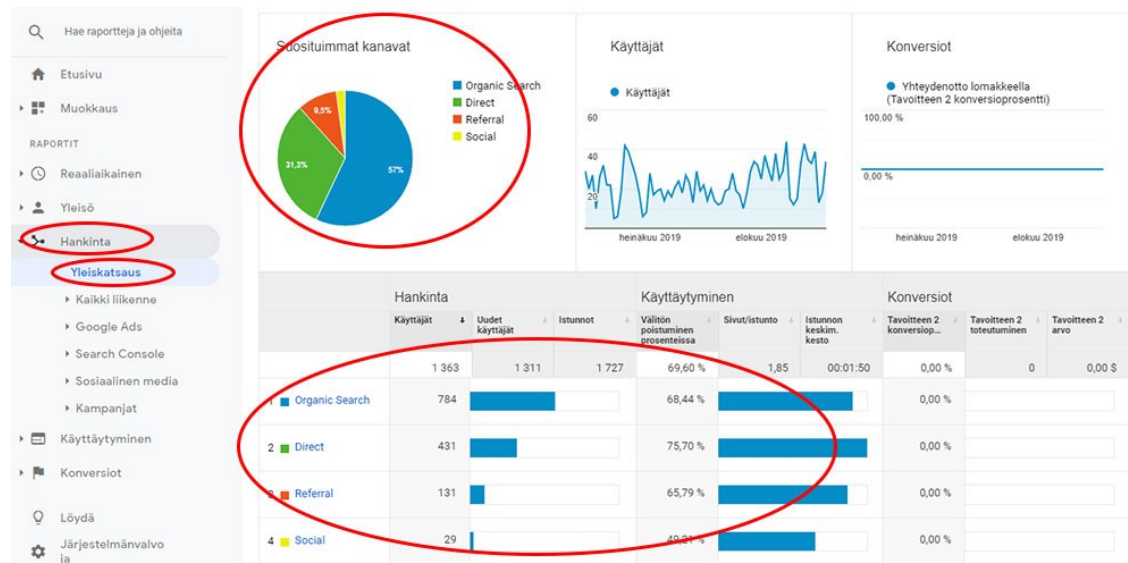 Hae raportteja ja ohjeita
Etusivu
Muokkaus
RAPORTIT
Reaaliaikainen
Yleisö
Hankinta
Yleiskatsaus
Kaikki liikenne
Google Ads
Search Console
Sosiaalinen media
Kampanjat
Käyttäytyminen
Konversiot
Löydä
Järjestelmänvalvo
ja
Suosituimmat kanavat
Organic Search
Direct
Referral
Social
9,5%
31,3%
57%
Käyttäjät
Käyttäjät
60
40
20
heinäkuu 2019 elokuu 2019
Konversiot
Yhteydenotto lomakkeella
(Tavoitteen 2 konversioprosentti)
100,00 %
0,00 %
heinäkuu 2019 elokuu 2019
Hankinta Käyttäytyminen Konversiot
Käyttäjät
Uudet
käyttäjät
Istunnot
Välitön
poistuminen
prosenteissa
Sivut/istunto
Istunnon
keskim.
kesto
Tavoitteen 2
konversiop...
Tavoitteen 2
toteutuminen
Tavoitteen 2
arvo
1 363 1 311 1 727 69,60 % 1,85 00:01:50 0,00 % 0 0,00 $
1 Organic Search 784 68,44 % 0,00 %
2 Direct 431 75,70 % 0,00 %
3 Referral 131 65,79 % 0,00 %
4 Social 29 49,21 % 0,00 %